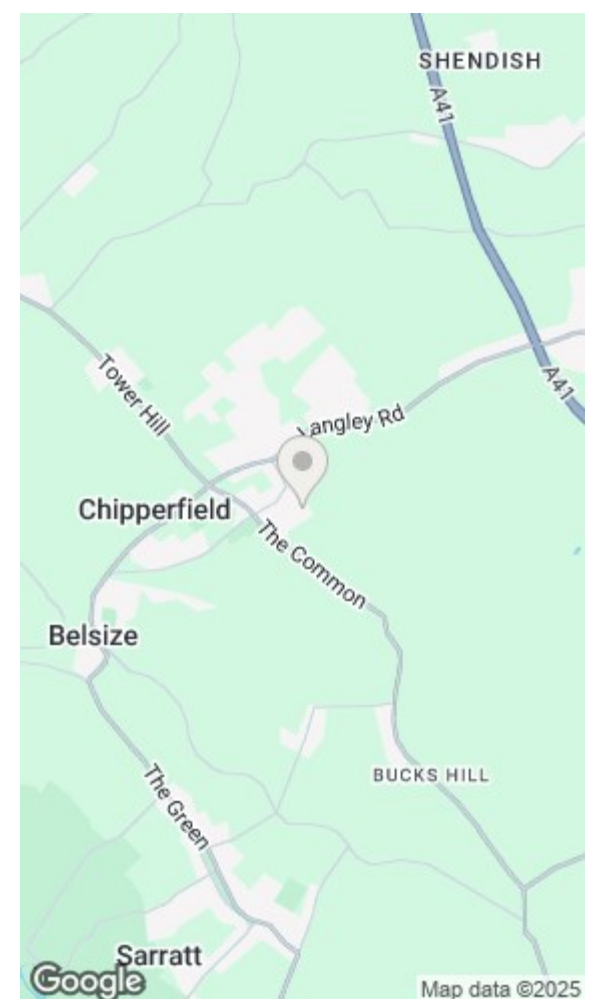 SHENDISH
A41
A41
Tower Hill
Langley Rd
Chipperfield
The Common
Belsize
BUCKS HILL
The Green
Sarratt
Google
Map data ©2025